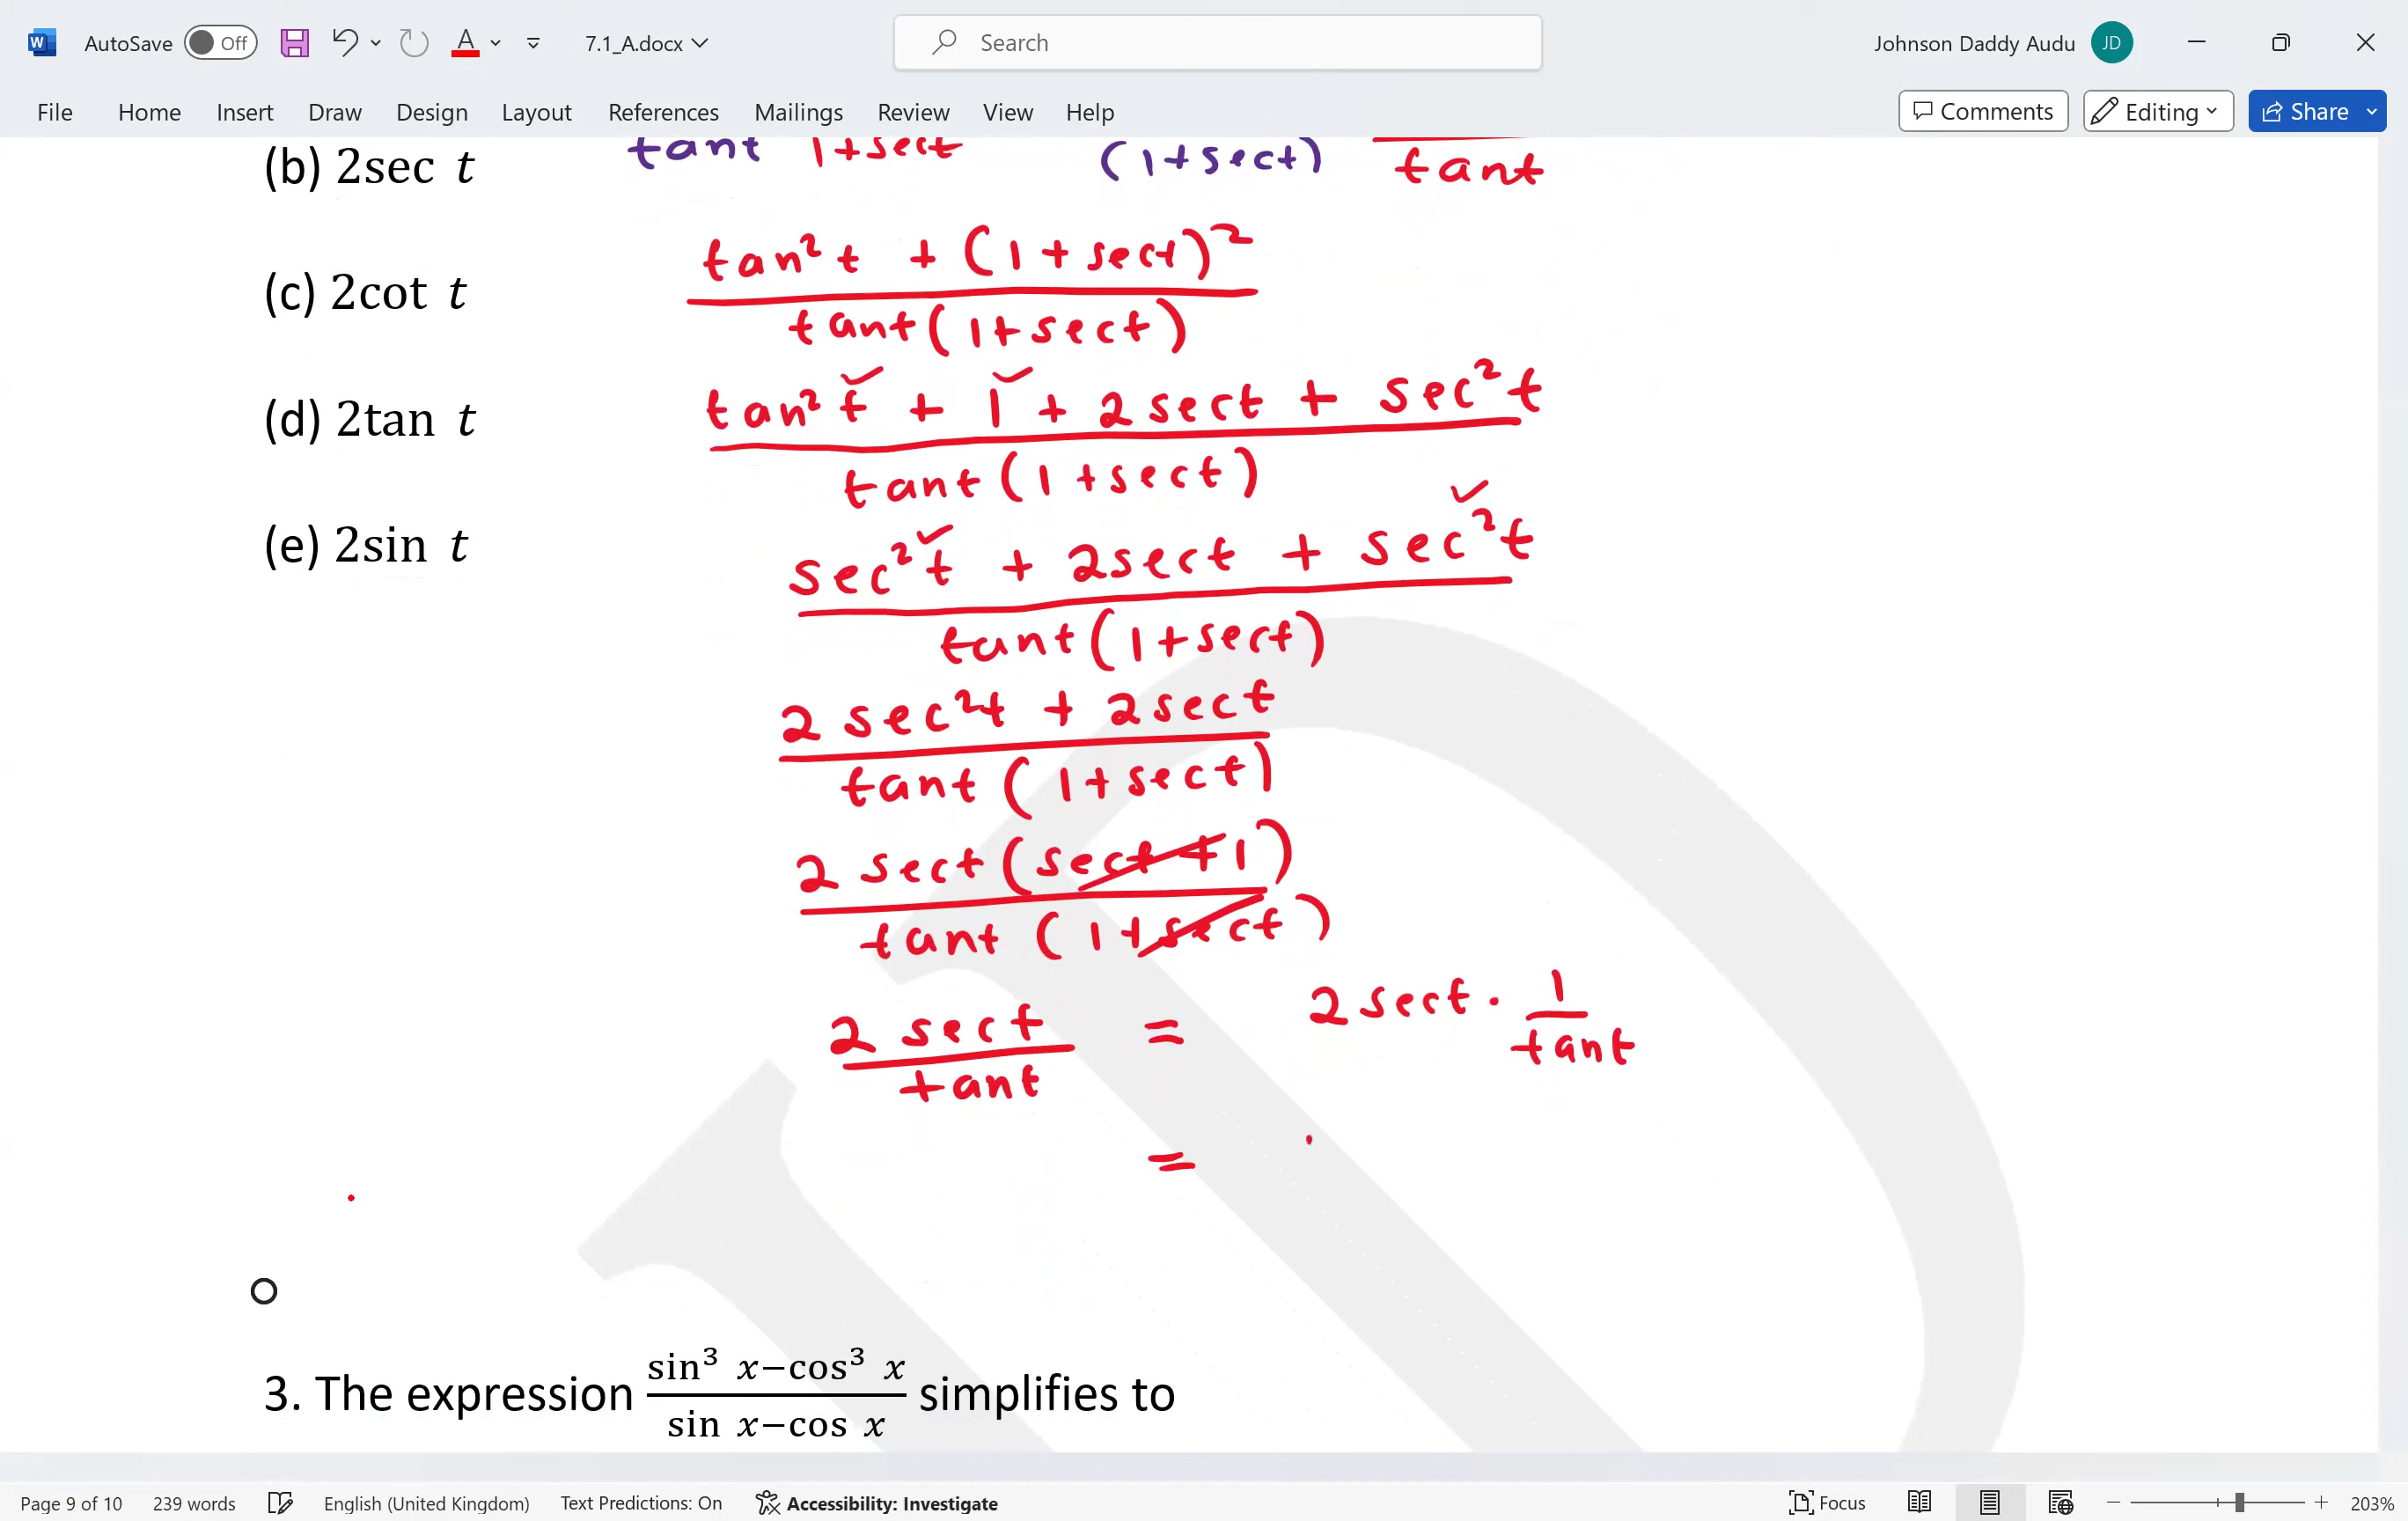 AutoSave Off 7.1_A.docx Search Johnson Daddy Audu JD
File Home Insert Draw Design Layout References Mailings Review View Help Comments Editing Share
(b) 2sec t
tant 1+sect (1+sect) tant
tan²t + (1+sect)²
tant(1+sect)
(c) 2cot t
tan²t + 1 + 2sect + sec²t
tant(1+sect)
(d) 2tan t
sec²t + 2sect + sec²t
tant(1+sect)
(e) 2sin t
2sec²t + 2sect
tant(1+sect)
2sect(sect+1)
tant(1+sect)
2sect/tant = 2sect · 1/tant
=
3. The expression (sin³ x−cos³ x)/(sin x−cos x) simplifies to
Page 9 of 10 239 words English (United Kingdom) Text Predictions: On Accessibility: Investigate Focus 203%